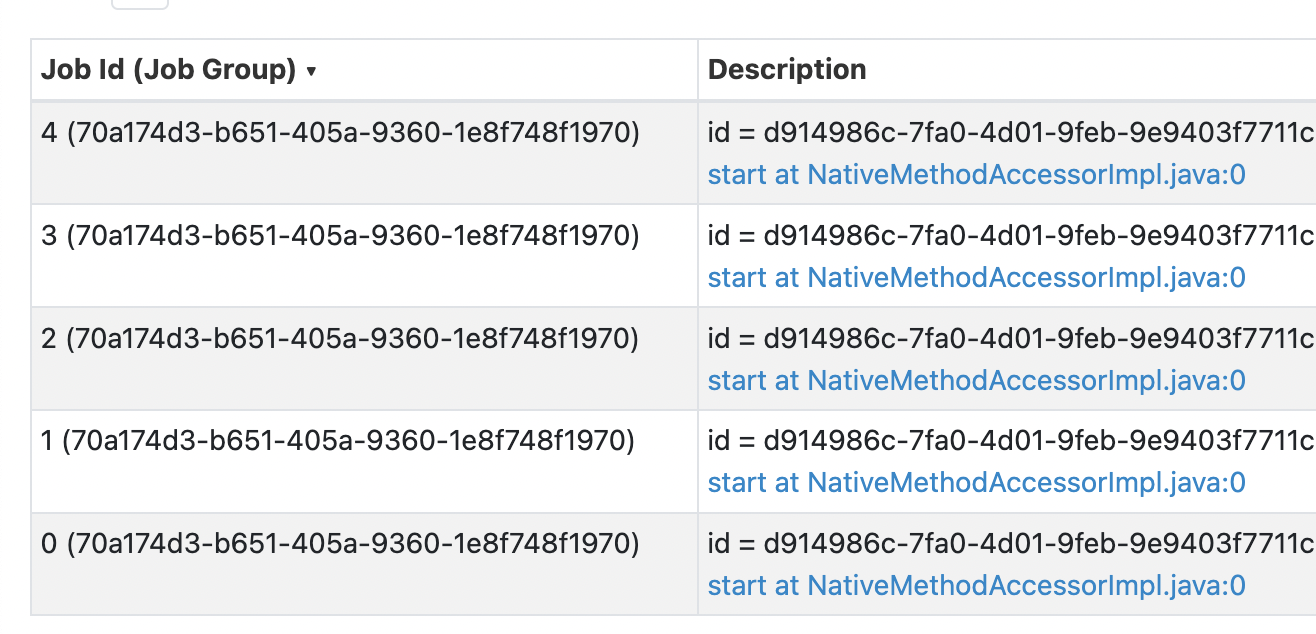 Job Id (Job Group) ▾ Description
4 (70a174d3-b651-405a-9360-1e8f748f1970) id = d914986c-7fa0-4d01-9feb-9e9403f7711c
start at NativeMethodAccessorImpl.java:0
3 (70a174d3-b651-405a-9360-1e8f748f1970) id = d914986c-7fa0-4d01-9feb-9e9403f7711c
start at NativeMethodAccessorImpl.java:0
2 (70a174d3-b651-405a-9360-1e8f748f1970) id = d914986c-7fa0-4d01-9feb-9e9403f7711c
start at NativeMethodAccessorImpl.java:0
1 (70a174d3-b651-405a-9360-1e8f748f1970) id = d914986c-7fa0-4d01-9feb-9e9403f7711c
start at NativeMethodAccessorImpl.java:0
0 (70a174d3-b651-405a-9360-1e8f748f1970) id = d914986c-7fa0-4d01-9feb-9e9403f7711c
start at NativeMethodAccessorImpl.java:0